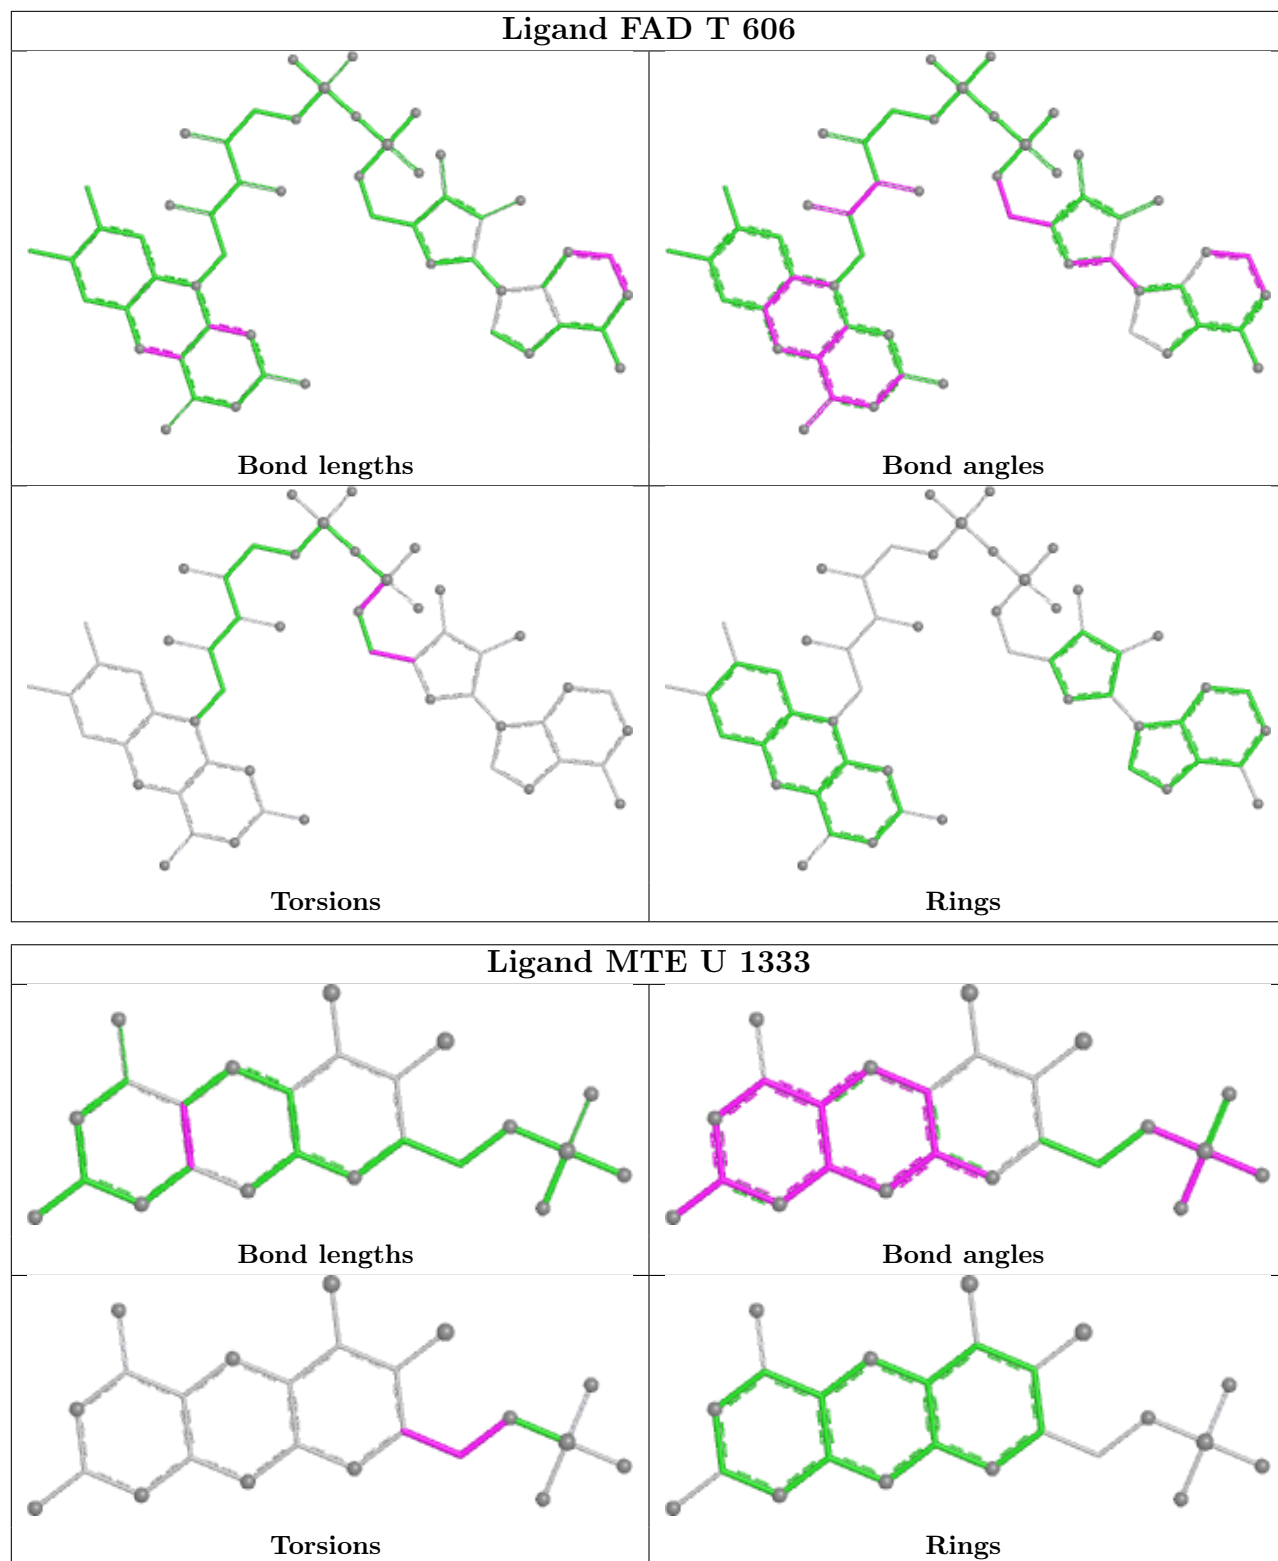 Ligand FAD T 606
Bond lengths
Bond angles
Torsions
Rings
Ligand MTE U 1333
Bond lengths
Bond angles
Torsions
Rings